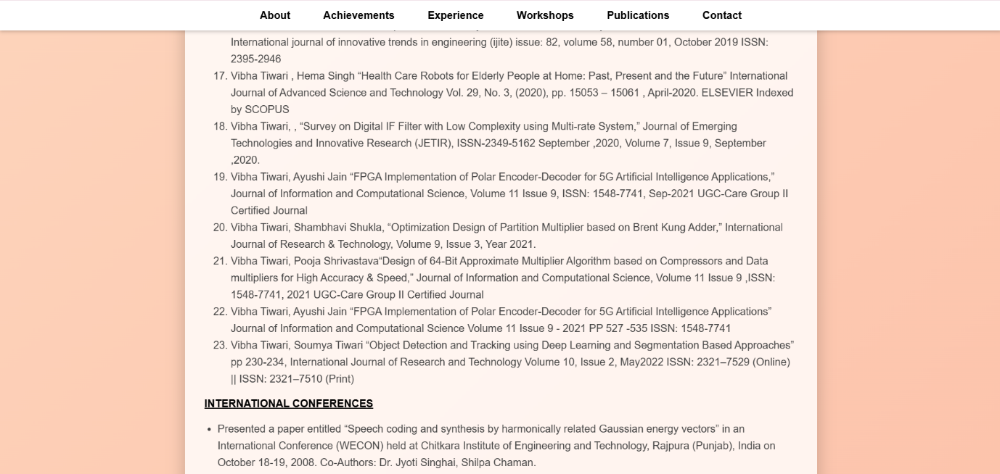 About Achievements Experience Workshops Publications Contact
International journal of innovative trends in engineering (ijite) issue: 82, volume 58, number 01, October 2019 ISSN:
2395-2946
17. Vibha Tiwari , Hema Singh “Health Care Robots for Elderly People at Home: Past, Present and the Future” International
Journal of Advanced Science and Technology Vol. 29, No. 3, (2020), pp. 15053 – 15061 , April-2020. ELSEVIER Indexed
by SCOPUS
18. Vibha Tiwari, , “Survey on Digital IF Filter with Low Complexity using Multi-rate System,” Journal of Emerging
Technologies and Innovative Research (JETIR), ISSN-2349-5162 September ,2020, Volume 7, Issue 9, September
,2020.
19. Vibha Tiwari, Ayushi Jain “FPGA Implementation of Polar Encoder-Decoder for 5G Artificial Intelligence Applications,”
Journal of Information and Computational Science, Volume 11 Issue 9, ISSN: 1548-7741, Sep-2021 UGC-Care Group II
Certified Journal
20. Vibha Tiwari, Shambhavi Shukla, “Optimization Design of Partition Multiplier based on Brent Kung Adder,” International
Journal of Research & Technology, Volume 9, Issue 3, Year 2021.
21. Vibha Tiwari, Pooja Shrivastava“Design of 64-Bit Approximate Multiplier Algorithm based on Compressors and Data
multipliers for High Accuracy & Speed,” Journal of Information and Computational Science, Volume 11 Issue 9 ,ISSN:
1548-7741, 2021 UGC-Care Group II Certified Journal
22. Vibha Tiwari, Ayushi Jain “FPGA Implementation of Polar Encoder-Decoder for 5G Artificial Intelligence Applications”
Journal of Information and Computational Science Volume 11 Issue 9 - 2021 PP 527 -535 ISSN: 1548-7741
23. Vibha Tiwari, Soumya Tiwari “Object Detection and Tracking using Deep Learning and Segmentation Based Approaches”
pp 230-234, International Journal of Research and Technology Volume 10, Issue 2, May2022 ISSN: 2321–7529 (Online)
|| ISSN: 2321–7510 (Print)
INTERNATIONAL CONFERENCES
• Presented a paper entitled “Speech coding and synthesis by harmonically related Gaussian energy vectors” in an
International Conference (WECON) held at Chitkara Institute of Engineering and Technology, Rajpura (Punjab), India on
October 18-19, 2008. Co-Authors: Dr. Jyoti Singhai, Shilpa Chaman.